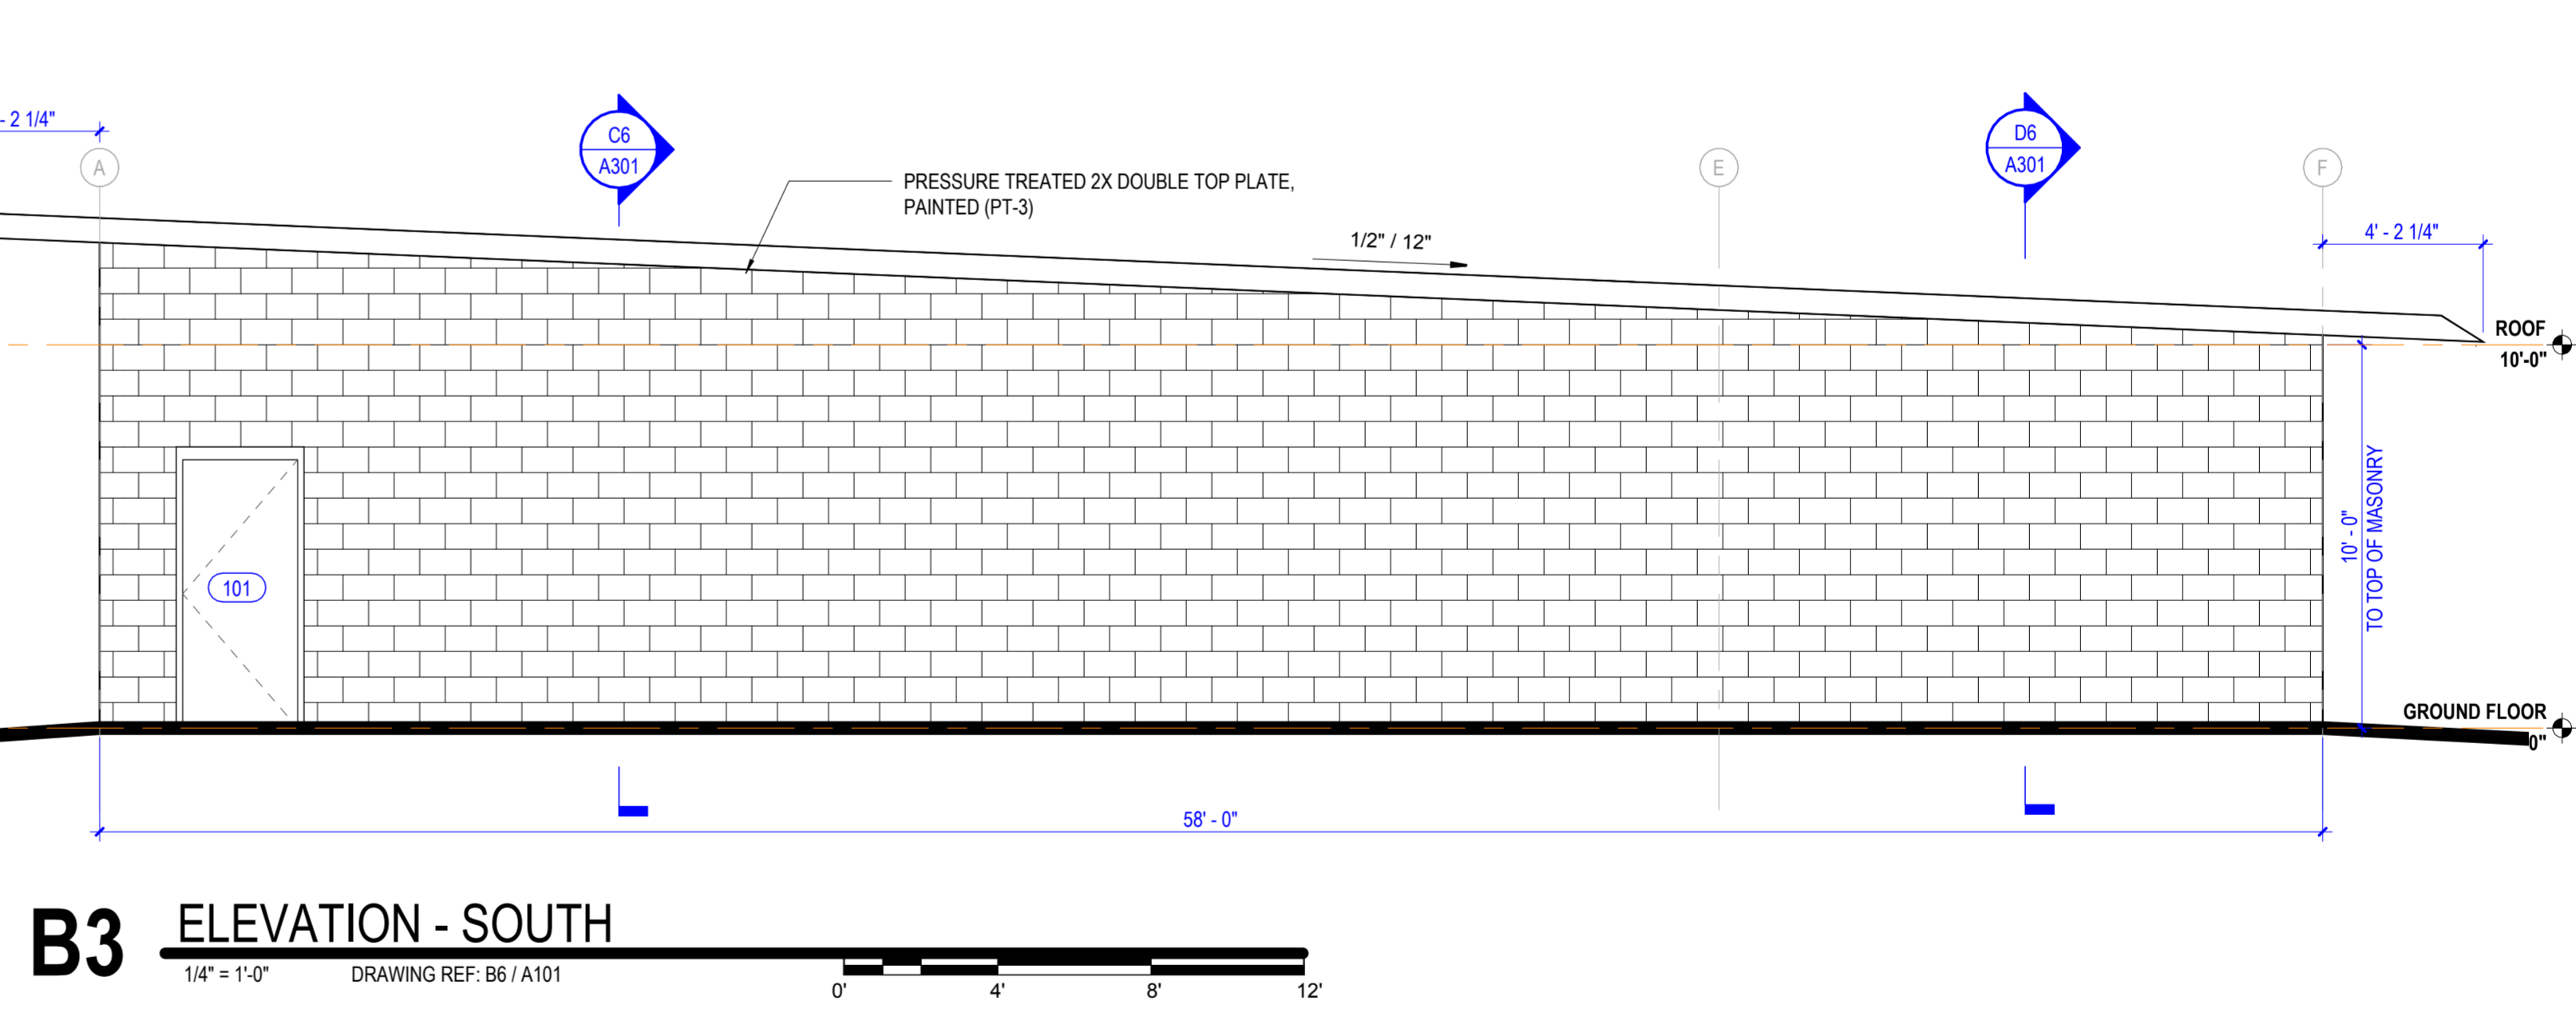 - 2 1/4"
A
C6
A301
PRESSURE TREATED 2X DOUBLE TOP PLATE,
PAINTED (PT-3)
1/2" / 12"
E
D6
A301
F
4' - 2 1/4"
ROOF
10'-0"
101
10' - 0"
TO TOP OF MASONRY
GROUND FLOOR
0"
58' - 0"
B3
ELEVATION - SOUTH
1/4" = 1'-0"
DRAWING REF: B6 / A101
0'
4'
8'
12'